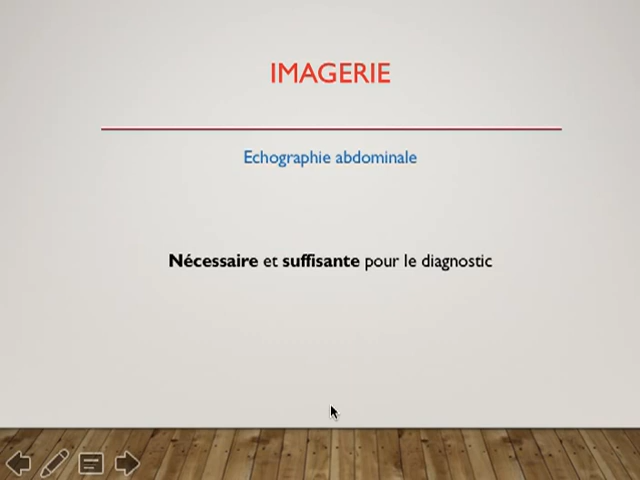 IMAGERIE
Echographie abdominale
Nécessaire et suffisante pour le diagnostic